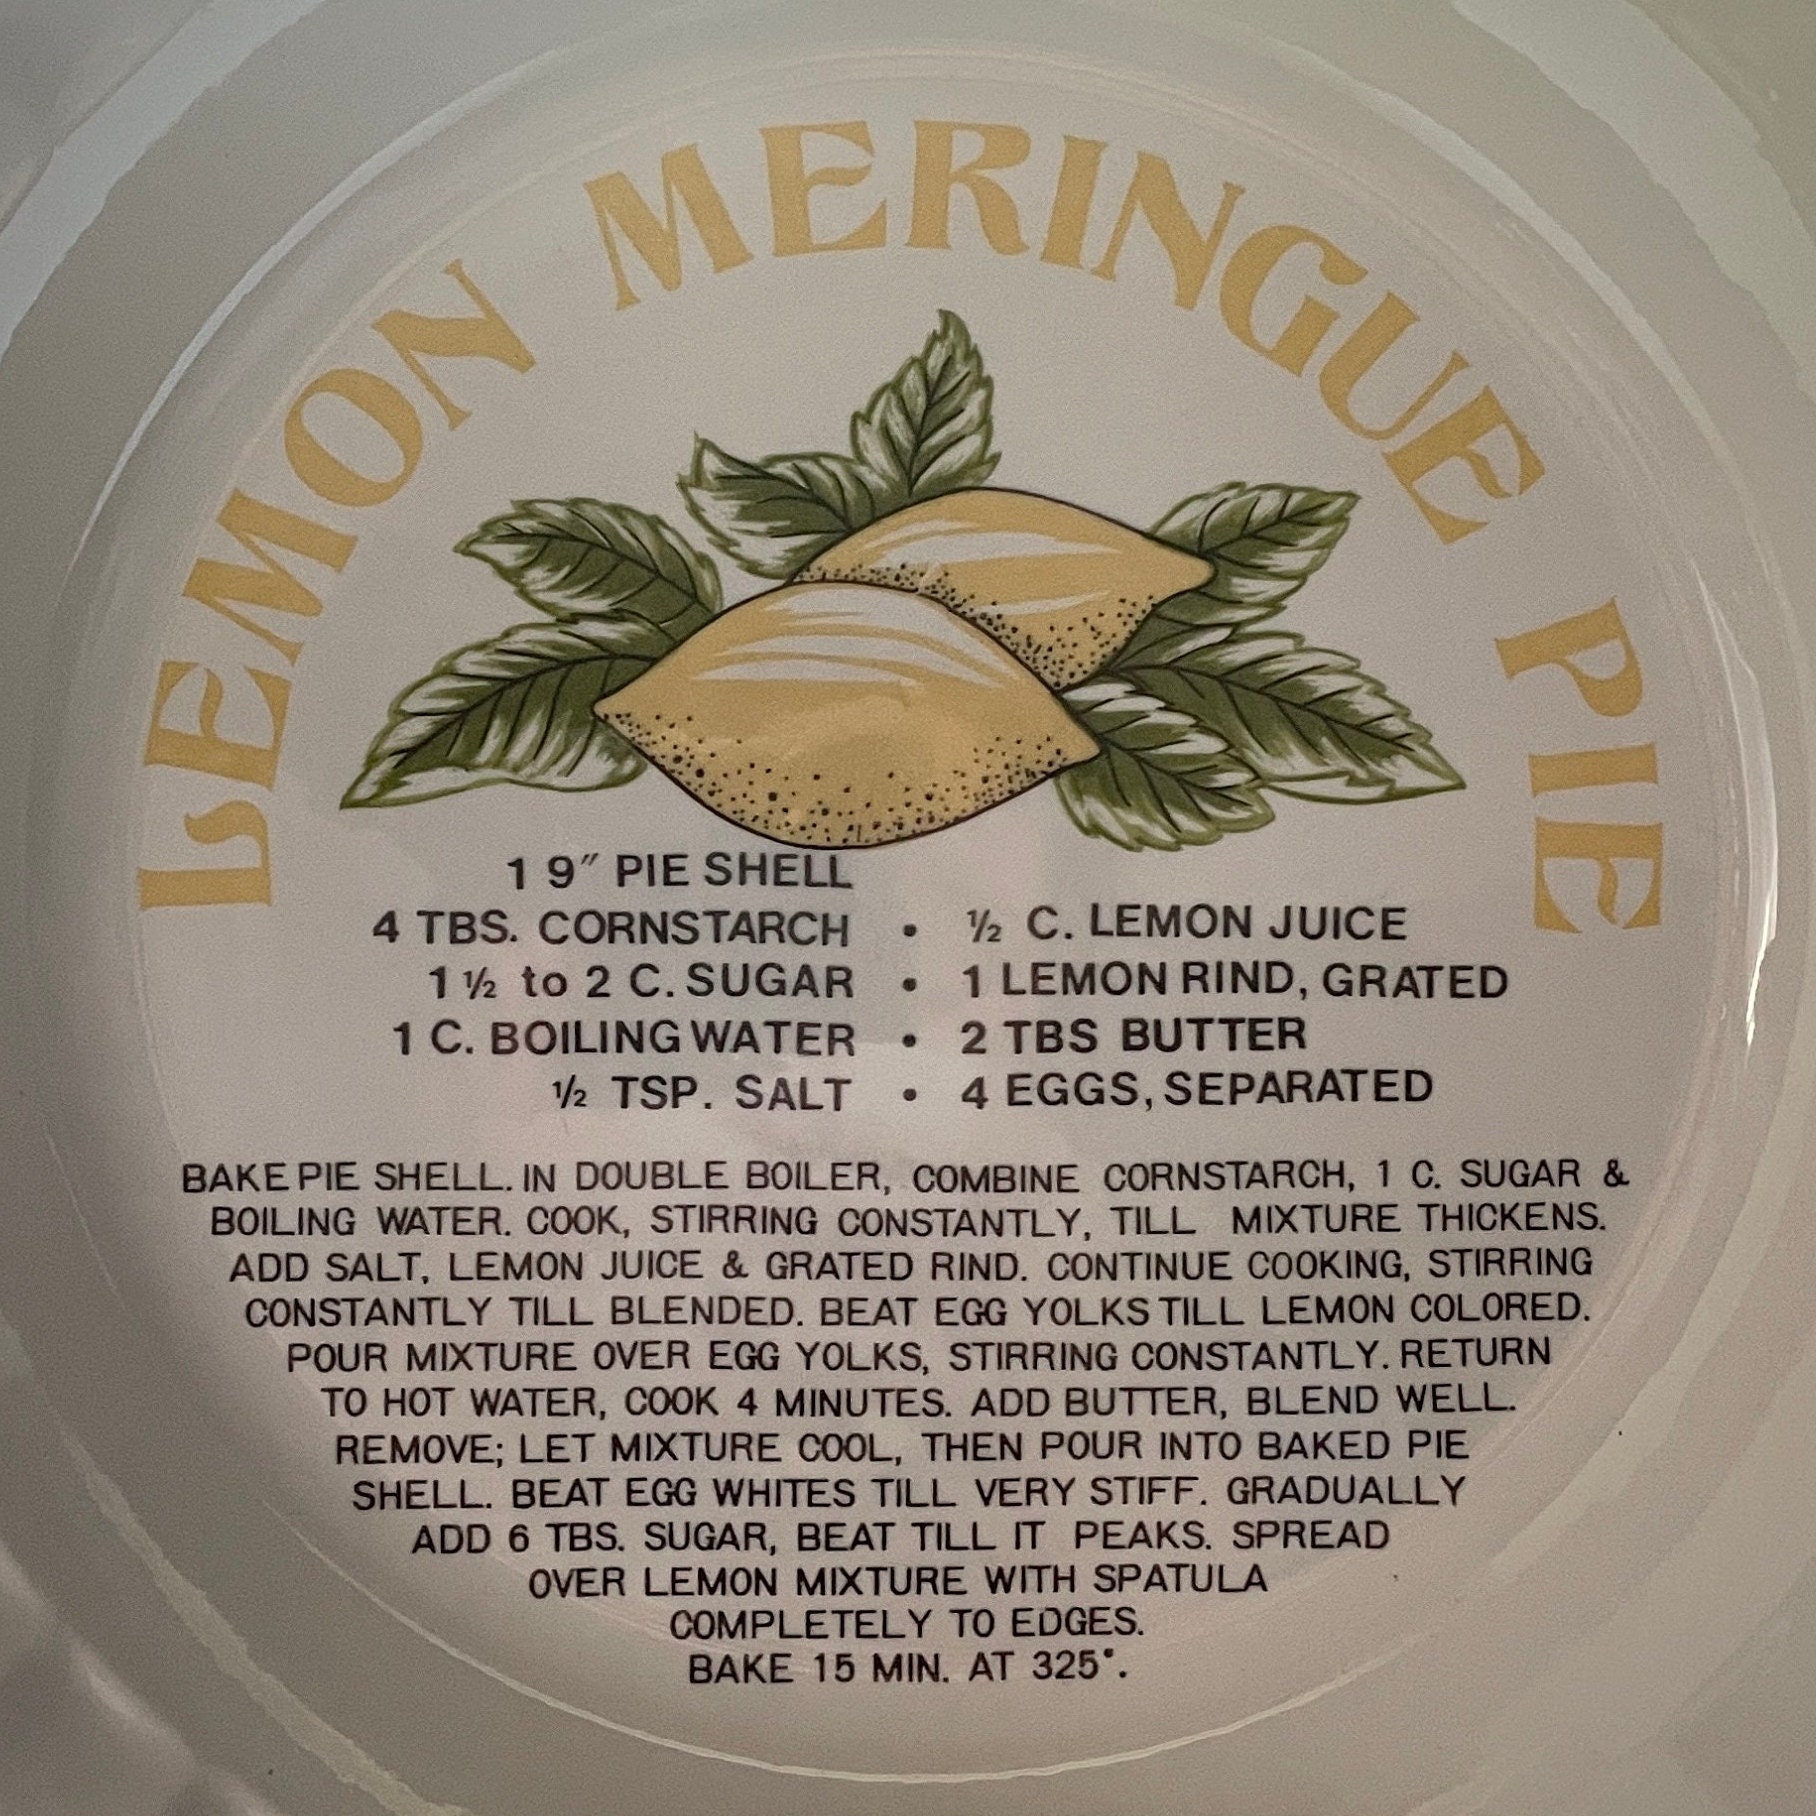 LEMON MERINGUE PIE
1 9″ PIE SHELL
4 TBS. CORNSTARCH • ½ C. LEMON JUICE
1 ½ to 2 C. SUGAR • 1 LEMON RIND, GRATED
1 C. BOILING WATER • 2 TBS BUTTER
½ TSP. SALT • 4 EGGS, SEPARATED
BAKE PIE SHELL. IN DOUBLE BOILER, COMBINE CORNSTARCH, 1 C. SUGAR &
BOILING WATER. COOK, STIRRING CONSTANTLY, TILL MIXTURE THICKENS.
ADD SALT, LEMON JUICE & GRATED RIND. CONTINUE COOKING, STIRRING
CONSTANTLY TILL BLENDED. BEAT EGG YOLKS TILL LEMON COLORED.
POUR MIXTURE OVER EGG YOLKS, STIRRING CONSTANTLY. RETURN
TO HOT WATER, COOK 4 MINUTES. ADD BUTTER, BLEND WELL.
REMOVE; LET MIXTURE COOL, THEN POUR INTO BAKED PIE
SHELL. BEAT EGG WHITES TILL VERY STIFF. GRADUALLY
ADD 6 TBS. SUGAR, BEAT TILL IT PEAKS. SPREAD
OVER LEMON MIXTURE WITH SPATULA
COMPLETELY TO EDGES.
BAKE 15 MIN. AT 325°.